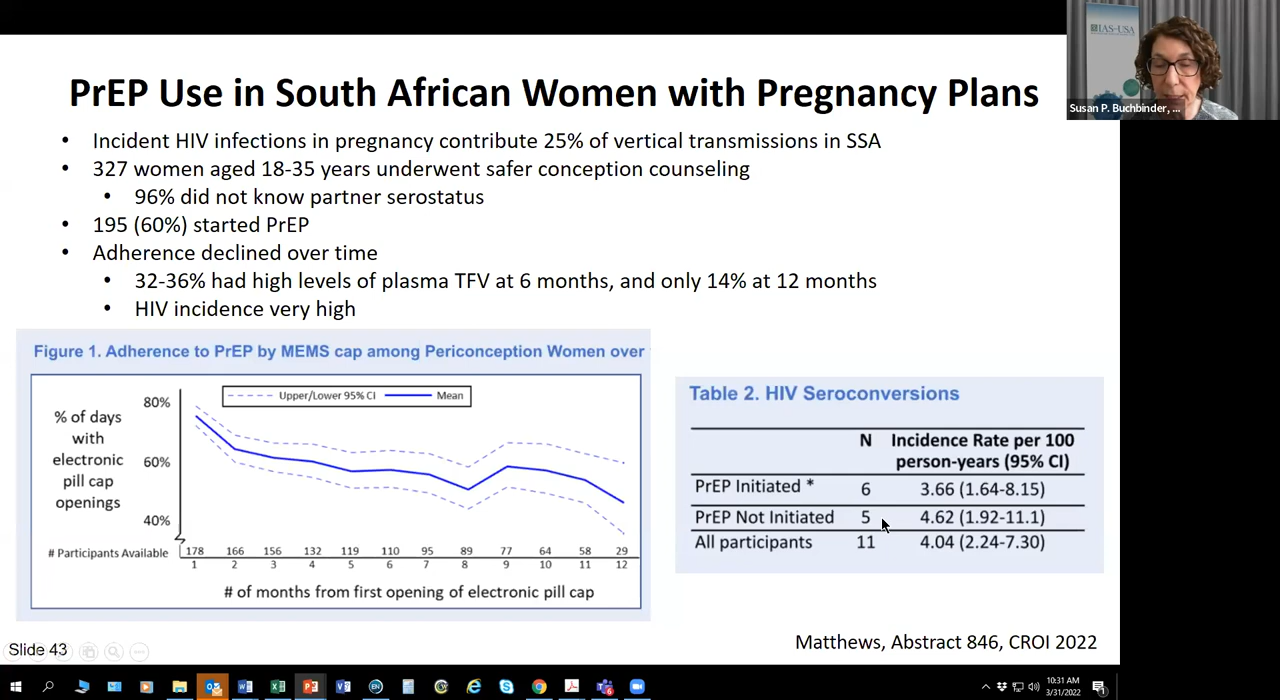 IAS-USA
Susan P. Buchbinder, ...
PrEP Use in South African Women with Pregnancy Plans
• Incident HIV infections in pregnancy contribute 25% of vertical transmissions in SSA
• 327 women aged 18-35 years underwent safer conception counseling
• 96% did not know partner serostatus
• 195 (60%) started PrEP
• Adherence declined over time
• 32-36% had high levels of plasma TFV at 6 months, and only 14% at 12 months
• HIV incidence very high
Figure 1. Adherence to PrEP by MEMS cap among Periconception Women over
Upper/Lower 95% CI Mean
% of days
with
electronic
pill cap
openings
80%
60%
40%
# Participants Available 178 166 156 132 119 110 95 89 77 64 58 29
1 2 3 4 5 6 7 8 9 10 11 12
# of months from first opening of electronic pill cap
Table 2. HIV Seroconversions
N Incidence Rate per 100
person-years (95% CI)
PrEP Initiated * 6 3.66 (1.64-8.15)
PrEP Not Initiated 5 4.62 (1.92-11.1)
All participants 11 4.04 (2.24-7.30)
Matthews, Abstract 846, CROI 2022
Slide 43
10:31 AM
3/31/2022